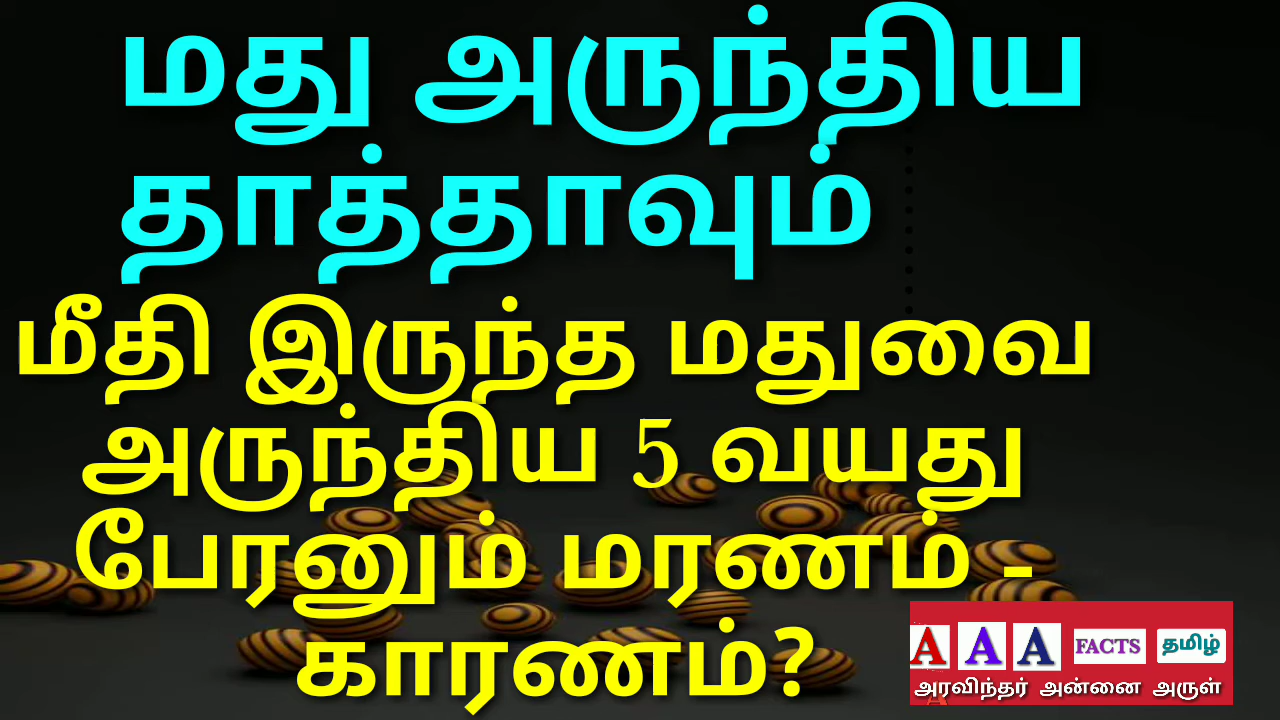 மது அருந்திய
தாத்தாவும்
மீதி இருந்த மதுவை
அருந்திய 5 வயது
பேரனும் மரணம் -
காரணம்?
A A A FACTS தமிழ்
அரவிந்தர் அன்னை அருள்